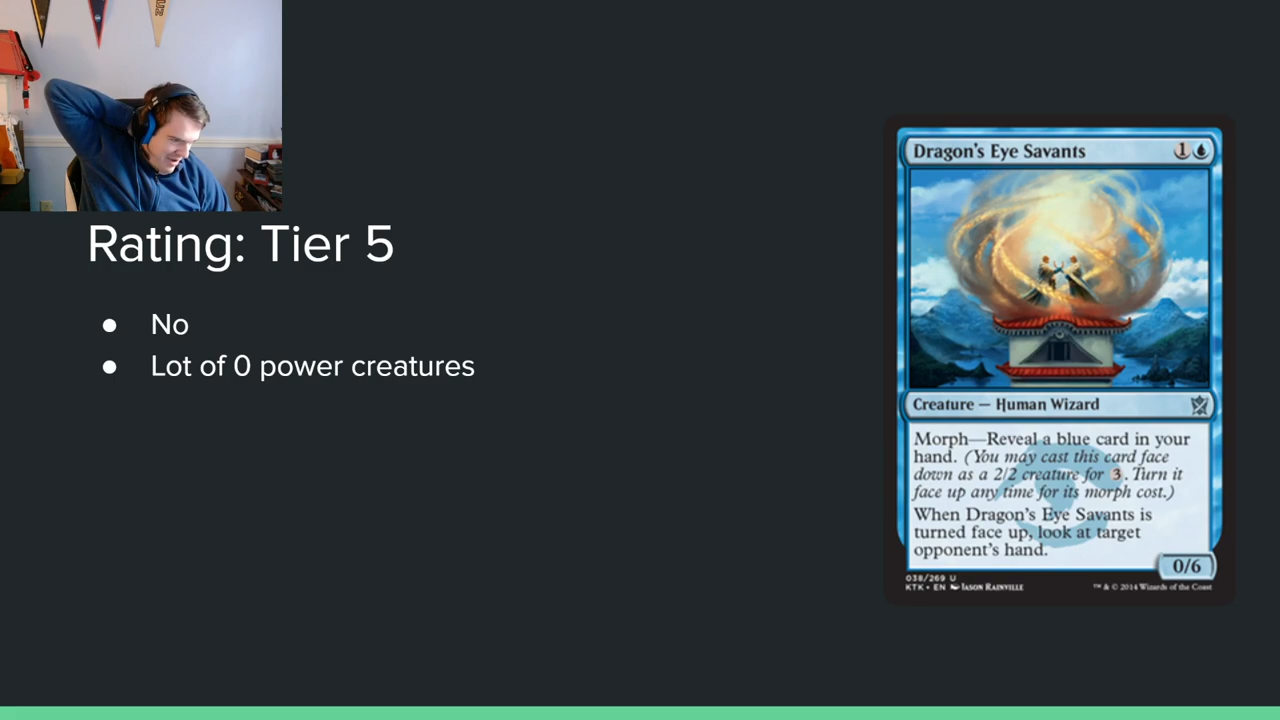 Rating: Tier 5
● No
● Lot of 0 power creatures
Dragon's Eye Savants 1
Creature — Human Wizard
Morph—Reveal a blue card in your
hand. (You may cast this card face
down as a 2/2 creature for 3. Turn it
face up any time for its morph cost.)
When Dragon's Eye Savants is
turned face up, look at target
opponent's hand.
0/6
038/269 U
KTK • EN Jason Rainville
™ & © 2014 Wizards of the Coast